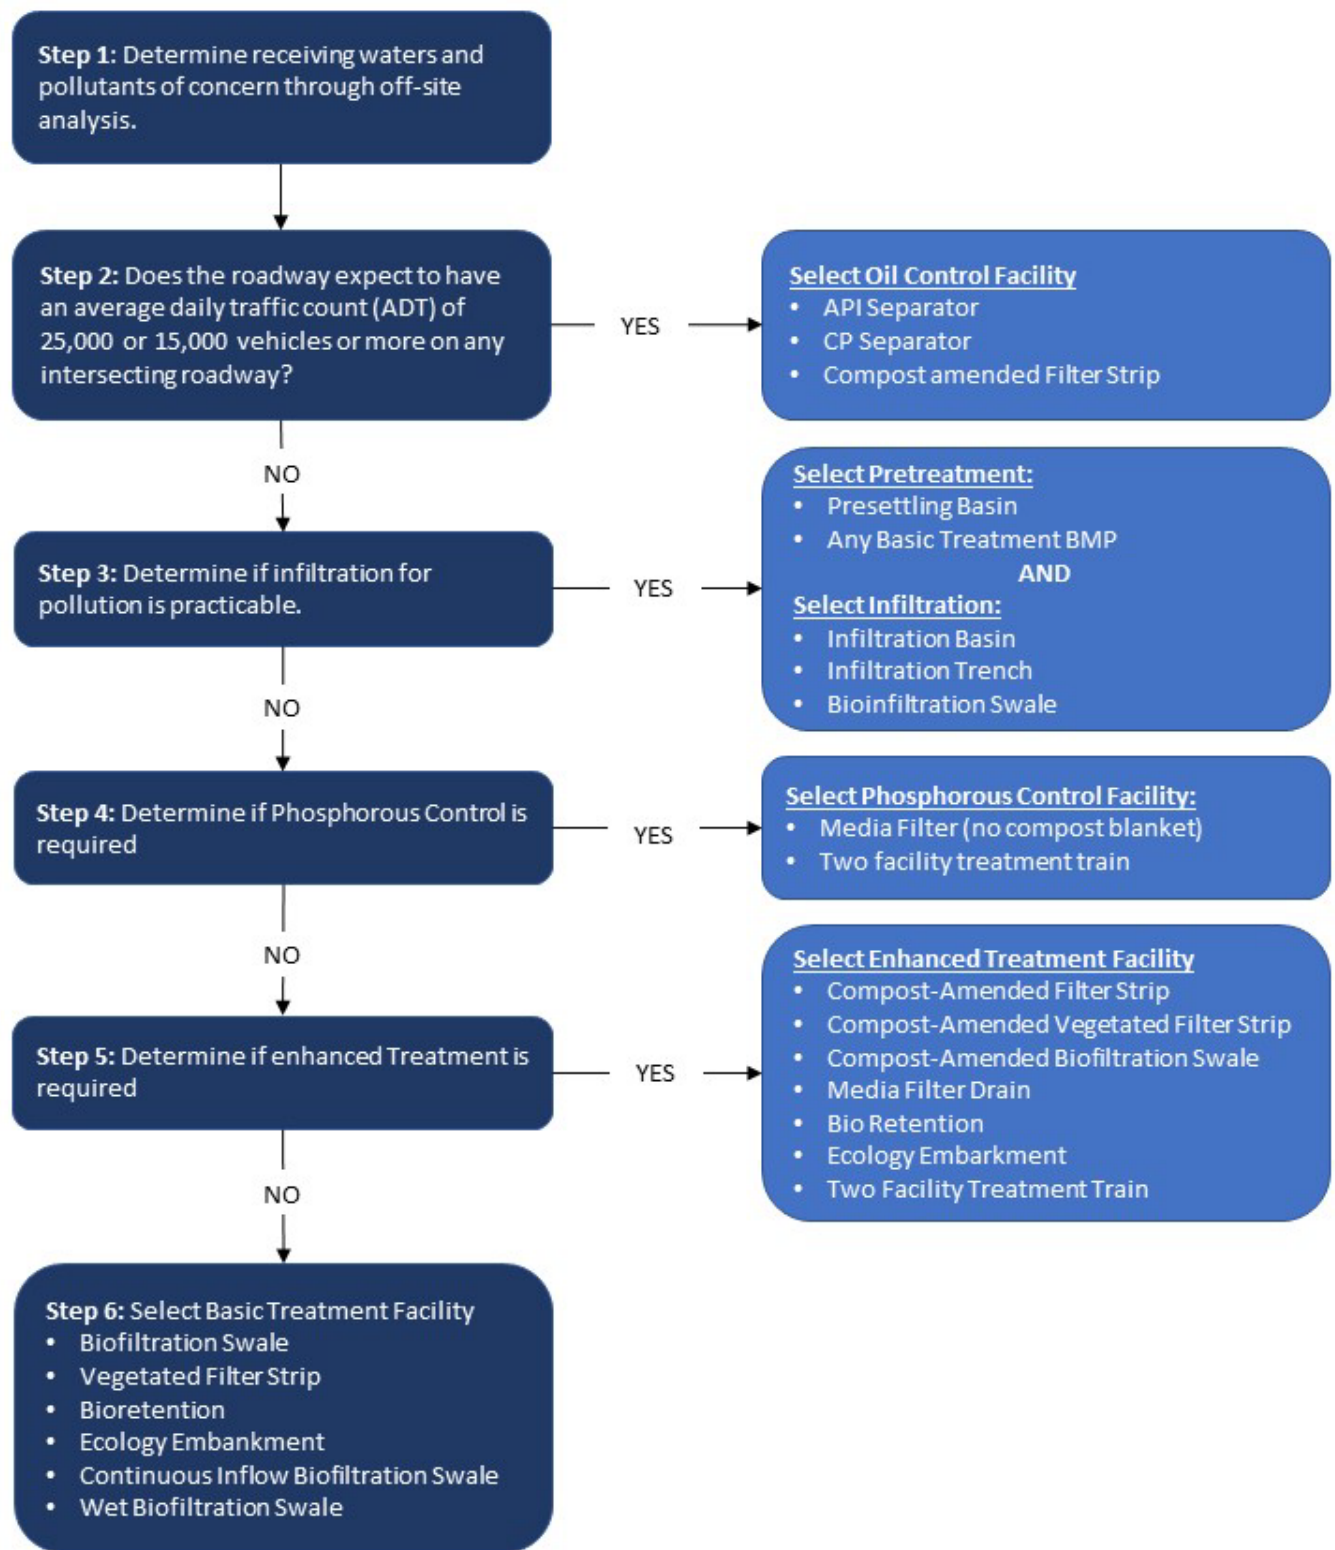 Step 1: Determine receiving waters and
pollutants of concern through off-site
analysis.
Step 2: Does the roadway expect to have
an average daily traffic count (ADT) of
25,000 or 15,000 vehicles or more on any
intersecting roadway?
YES
Select Oil Control Facility
• API Separator
• CP Separator
• Compost amended Filter Strip
NO
Step 3: Determine if infiltration for
pollution is practicable.
YES
Select Pretreatment:
• Presettling Basin
• Any Basic Treatment BMP
AND
Select Infiltration:
• Infiltration Basin
• Infiltration Trench
• Bioinfiltration Swale
NO
Step 4: Determine if Phosphorous Control is
required
YES
Select Phosphorous Control Facility:
• Media Filter (no compost blanket)
• Two facility treatment train
NO
Step 5: Determine if enhanced Treatment is
required
YES
Select Enhanced Treatment Facility
• Compost-Amended Filter Strip
• Compost-Amended Vegetated Filter Strip
• Compost-Amended Biofiltration Swale
• Media Filter Drain
• Bio Retention
• Ecology Embarkment
• Two Facility Treatment Train
NO
Step 6: Select Basic Treatment Facility
• Biofiltration Swale
• Vegetated Filter Strip
• Bioretention
• Ecology Embankment
• Continuous Inflow Biofiltration Swale
• Wet Biofiltration Swale